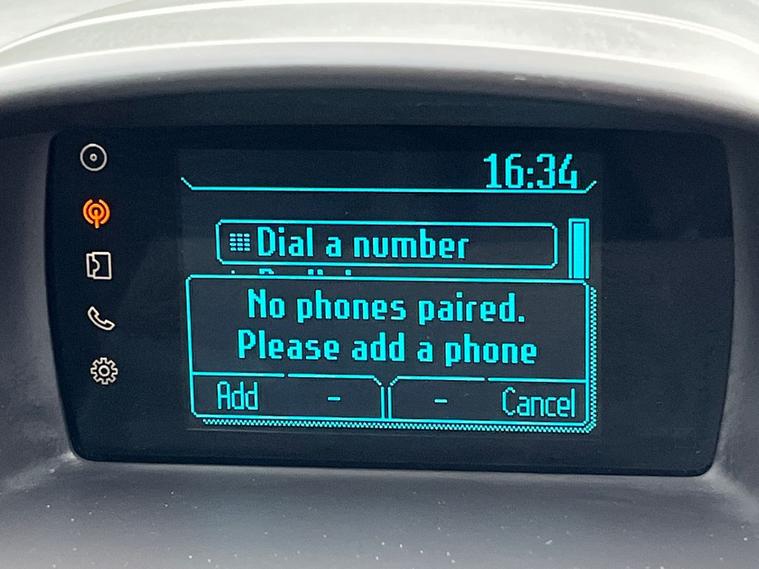 16:34
Dial a number
No phones paired.
Please add a phone
Add - - Cancel